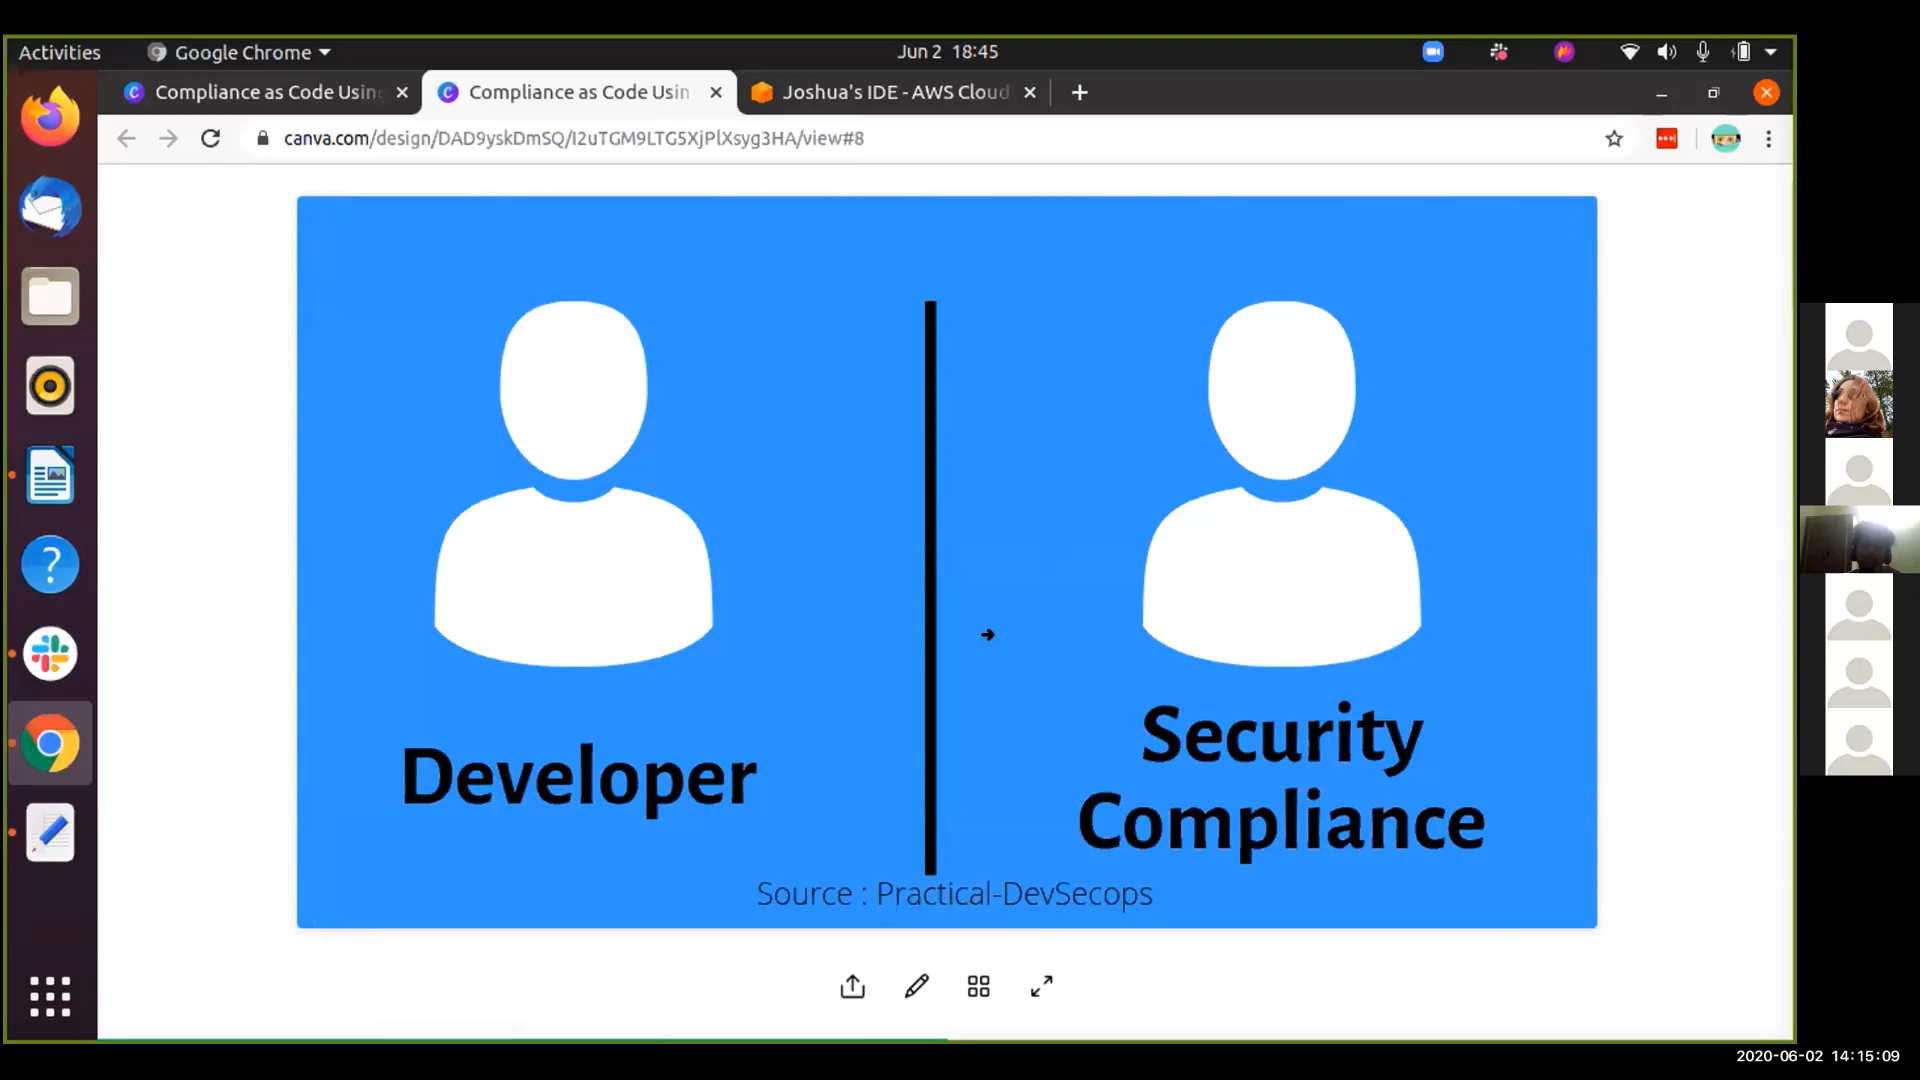 Activities
Google Chrome
Jun 2 18:45
Compliance as Code Usin
Compliance as Code Usin
Joshua's IDE - AWS Cloud
canva.com/design/DAD9yskDmSQ/I2uTGM9LTG5XjPlXsyg3HA/view#8
Developer
Security
Compliance
Source : Practical-DevSecops
2020-06-02 14:15:09